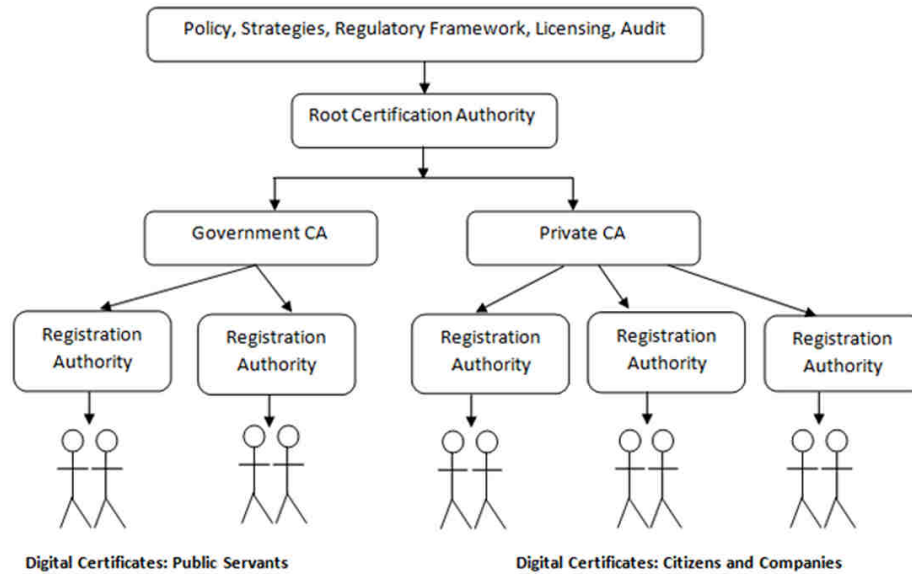 Policy, Strategies, Regulatory Framework, Licensing, Audit
Root Certification Authority
Government CA
Private CA
Registration
Authority
Registration
Authority
Registration
Authority
Registration
Authority
Registration
Authority
Digital Certificates: Public Servants
Digital Certificates: Citizens and Companies